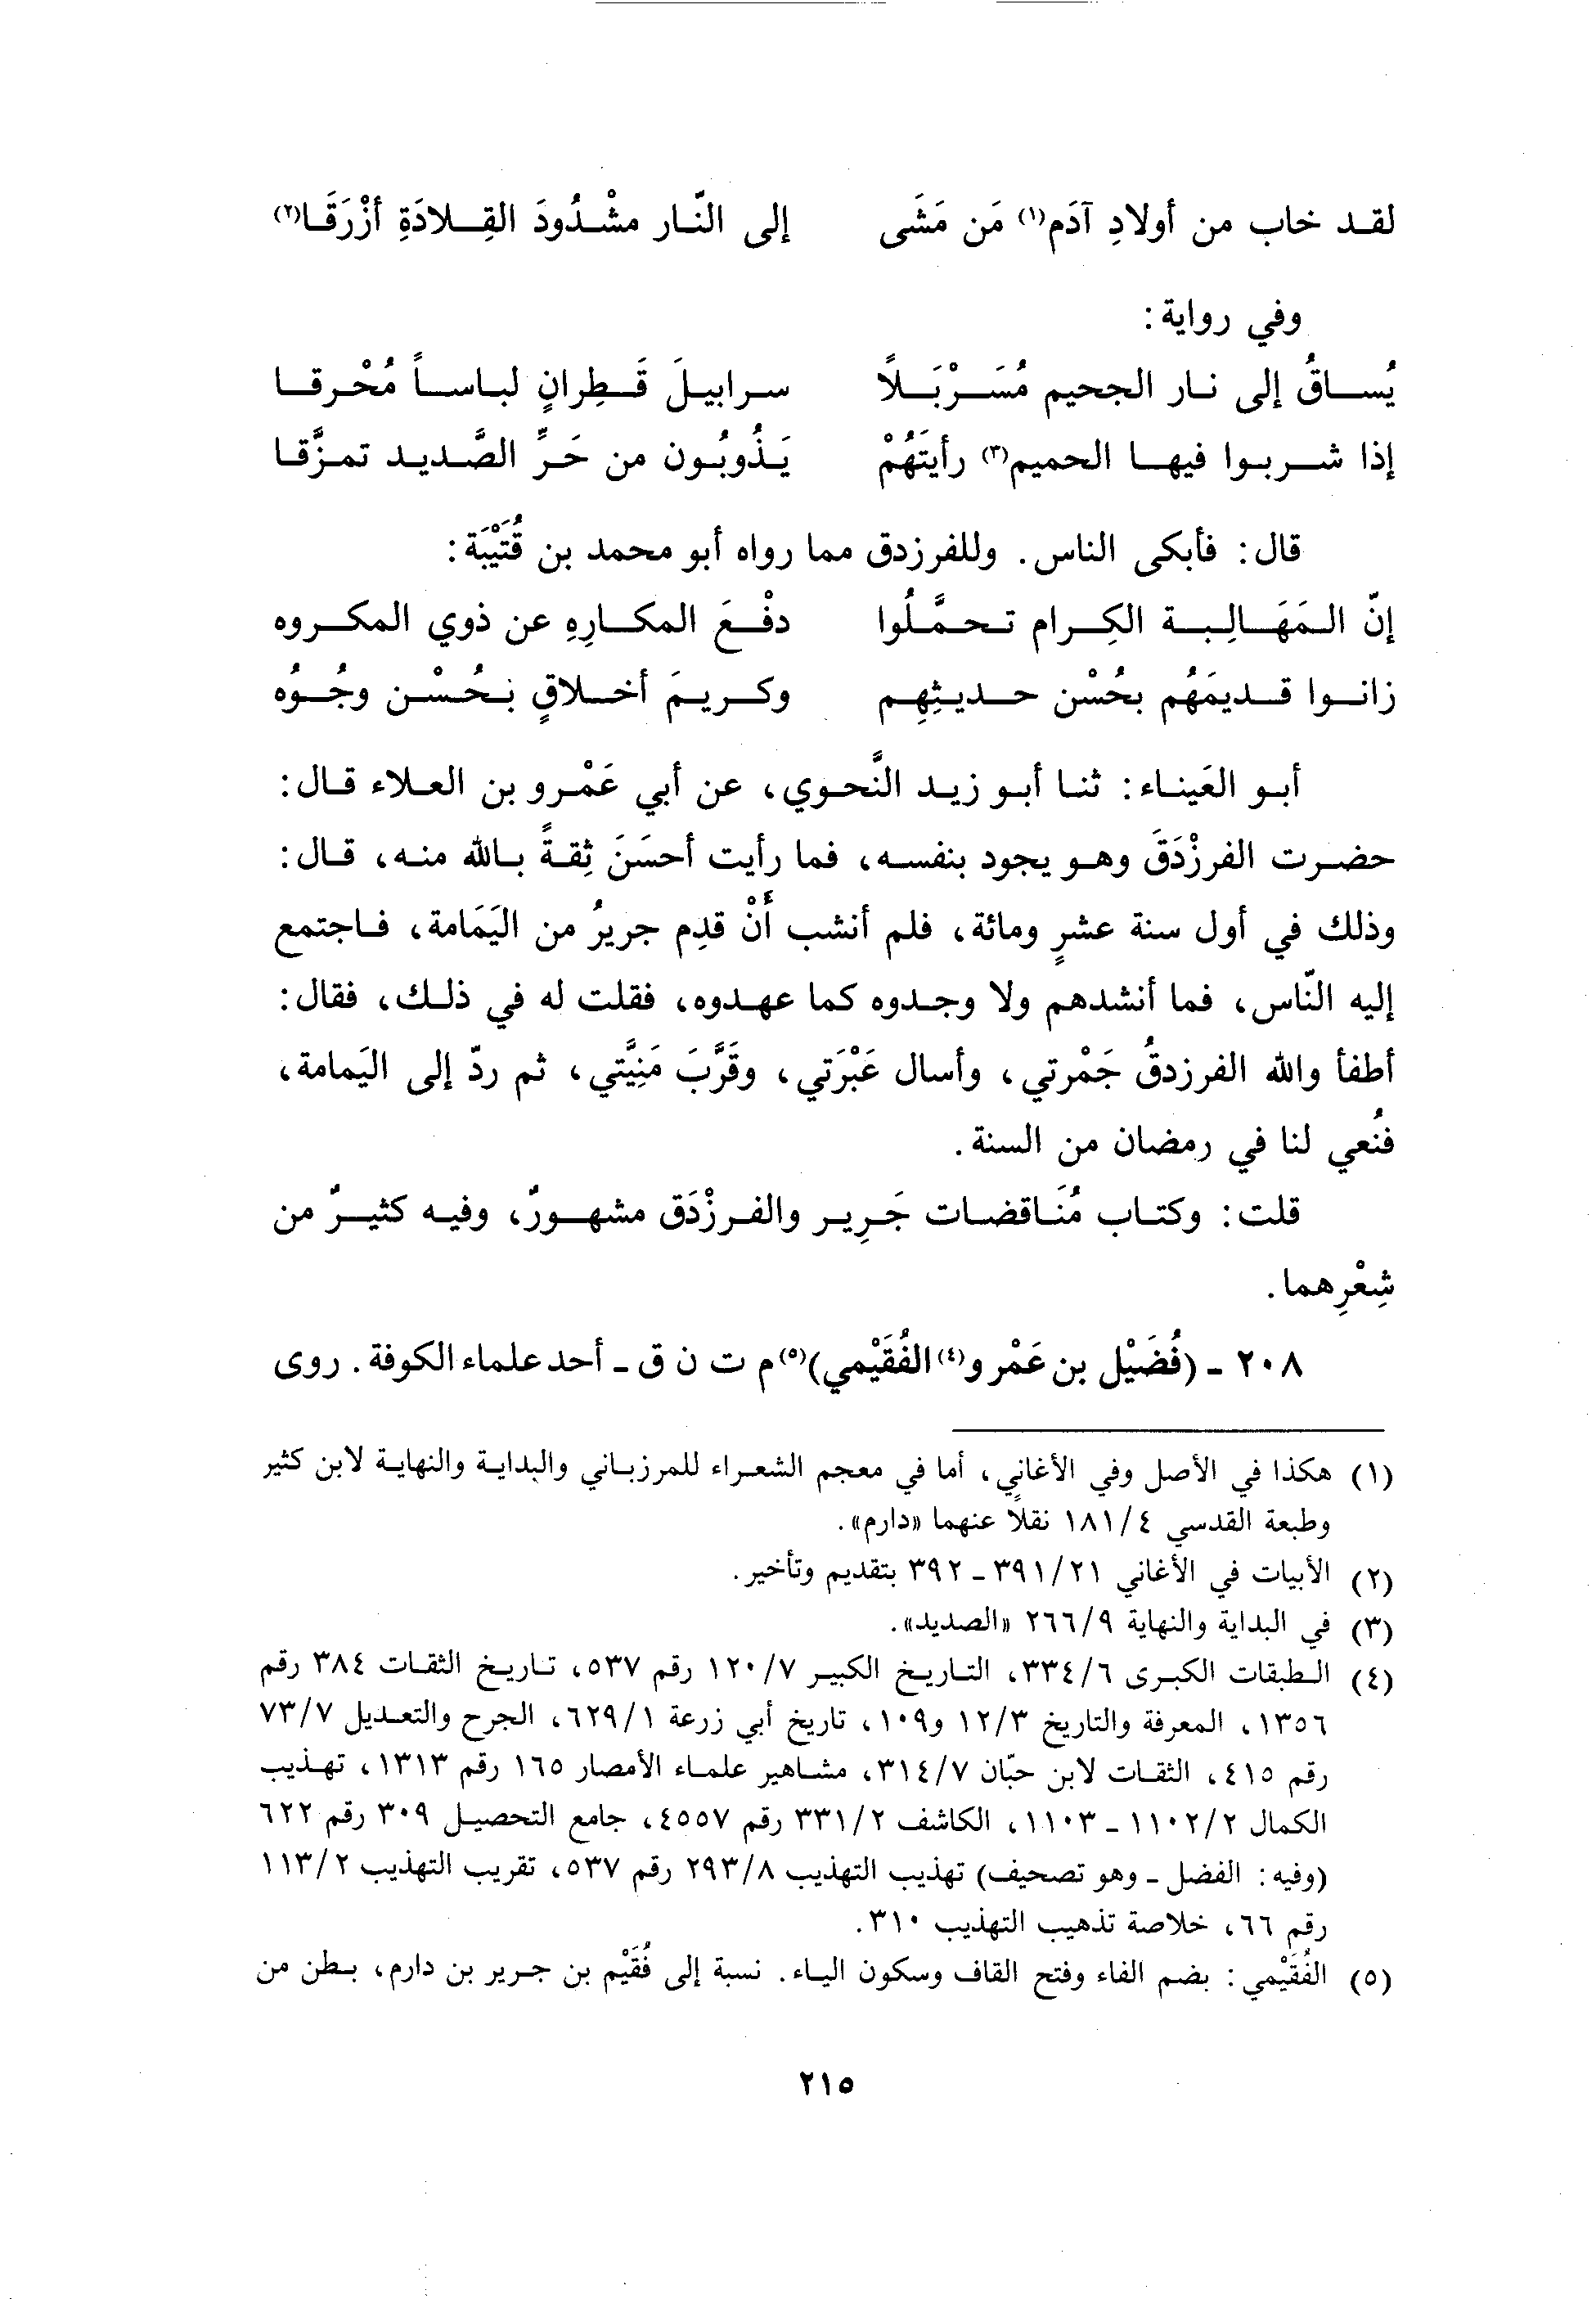 لقد خاب من أولادِ آدَم(١) مَن مَشَى إلى النّار مشْدُودَ القِلادَةِ أزْرَقَا(٢)
وفي رواية:
يُساقُ إلى نار الجحيم مُسَرْبَلاً سرابيلَ قَطِرانٍ لباساً مُحْرقا
إذا شربوا فيها الحميم(٣) رأيتَهُمْ يَذُوبُون من حَرِّ الصَّديد تمزَّقا
قال: فأبكى الناس. وللفرزدق مما رواه أبو محمد بن قُتَيْبَة:
إنّ المَهَالِبة الكِرام تحمَّلُوا دفْعَ المكارِهِ عن ذوي المكروه
زانوا قديمَهُم بحُسْن حديثِهِم وكريمَ أخلاقٍ بحُسْن وجُوُه
أبو العَيناء: ثنا أبو زيد النَّحوي، عن أبي عَمْرو بن العلاء قال:
حضرت الفرزْدَقَ وهو يجود بنفسه، فما رأيت أحسَنَ ثِقةً بالله منه، قال:
وذلك في أول سنة عشرٍ ومائة، فلم أنشب أَنْ قدِم جريرُ من اليَمَامة، فاجتمع
إليه النّاس، فما أنشدهم ولا وجدوه كما عهدوه، فقلت له في ذلك، فقال:
أطفأ والله الفرزدقُ جَمْرتي، وأسال عَبْرَتي، وقَرَّبَ مَنِيَّتي، ثم ردّ إلى اليَمامة،
فنُعي لنا في رمضان من السنة.
قلت: وكتاب مُنَاقضات جَرِير والفرزْدَق مشهورٌ، وفيه كثيرٌ من
شِعْرِهما.
٢٠٨ - (فُضَيْل بن عَمْرو(٤) الفُقَيْمي)(٥) م ت ن ق - أحد علماء الكوفة. روى
(١) هكذا في الأصل وفي الأغاني، أما في معجم الشعراء للمرزباني والبداية والنهاية لابن كثير
وطبعة القدسي ١٨١/٤ نقلاً عنهما «دارم».
(٢) الأبيات في الأغاني ٣٩١/٢١ - ٣٩٢ بتقديم وتأخير.
(٣) في البداية والنهاية ٢٦٦/٩ «الصديد».
(٤) الطبقات الكبرى ٣٣٤/٦، التاريخ الكبير ١٢٠/٧ رقم ٥٣٧، تاريخ الثقات ٣٨٤ رقم
١٣٥٦، المعرفة والتاريخ ١٢/٣ و١٠٩، تاريخ أبي زرعة ٦٢٩/١، الجرح والتعديل ٧٣/٧
رقم ٤١٥، الثقات لابن حبّان ٣١٤/٧، مشاهير علماء الأمصار ١٦٥ رقم ١٣١٣، تهذيب
الكمال ١١٠٢/٢ - ١١٠٣، الكاشف ٣٣١/٢ رقم ٤٥٥٧، جامع التحصيل ٣٠٩ رقم ٦٢٢
(وفيه: الفضل - وهو تصحيف) تهذيب التهذيب ٢٩٣/٨ رقم ٥٣٧، تقريب التهذيب ١١٣/٢
رقم ٦٦، خلاصة تذهيب التهذيب ٣١٠.
(٥) الفُقَيْمي: بضم الفاء وفتح القاف وسكون الياء. نسبة إلى فُقَيْم بن جرير بن دارم، بطن من
٢١٥